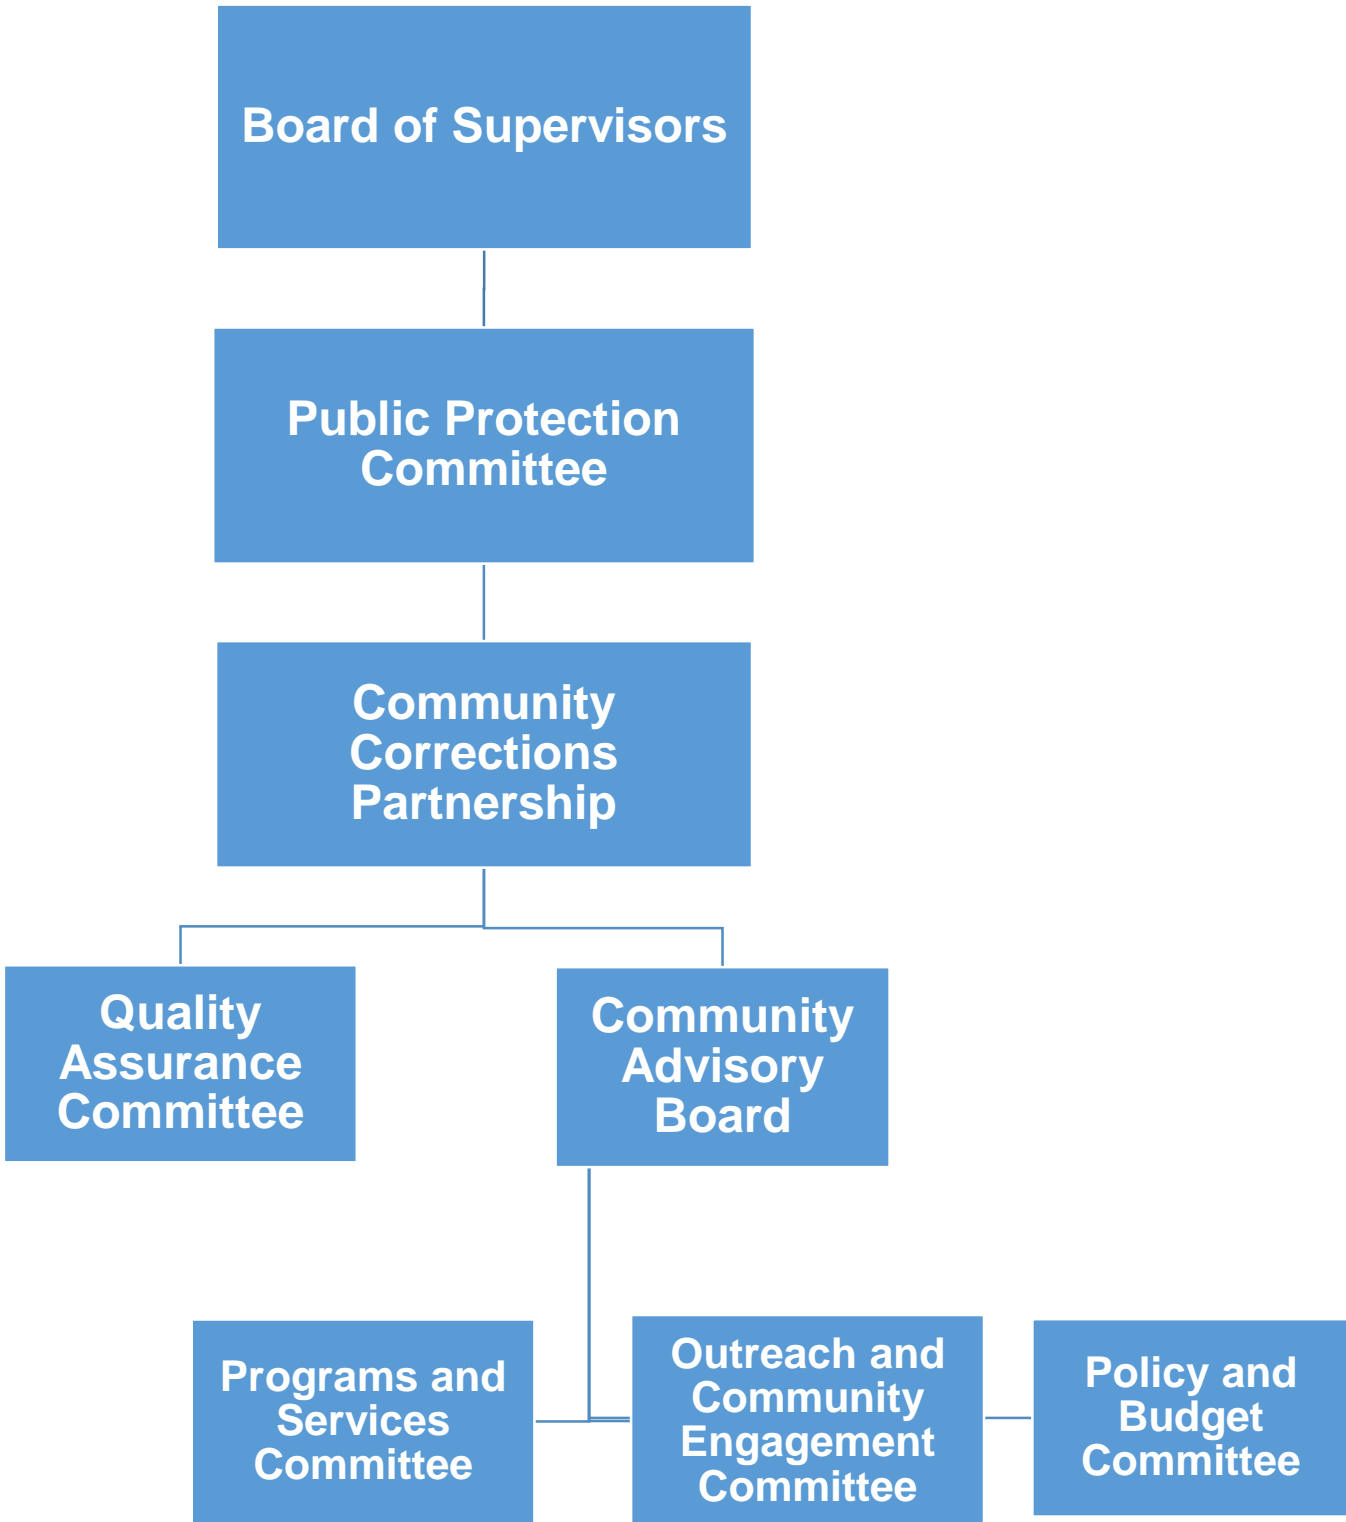 Board of Supervisors
Public Protection
Committee
Community
Corrections
Partnership
Quality
Assurance
Committee
Community
Advisory
Board
Programs and
Services
Committee
Outreach and
Community
Engagement
Committee
Policy and
Budget
Committee